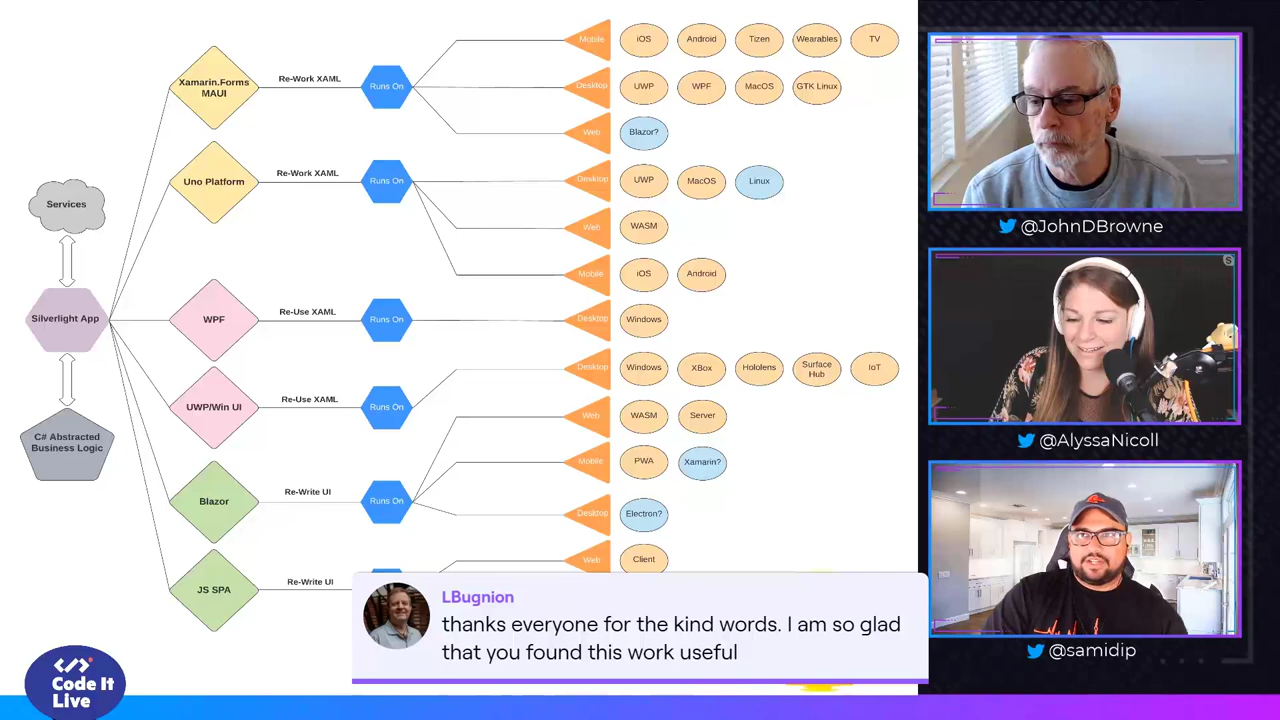 Mobile
iOS
Android
Tizen
Wearables
TV
Xamarin.Forms
MAUI
Re-Work XAML
Runs On
Desktop
UWP
WPF
MacOS
GTK Linux
Web
Blazor?
Uno Platform
Re-Work XAML
Runs On
Desktop
UWP
MacOS
Linux
Web
WASM
Mobile
iOS
Android
Services
Silverlight App
C# Abstracted
Business Logic
WPF
Re-Use XAML
Runs On
Desktop
Windows
UWP/Win UI
Re-Use XAML
Runs On
Desktop
Windows
XBox
Hololens
Surface
Hub
IoT
Blazor
Re-Write UI
Runs On
Web
WASM
Server
Mobile
PWA
Xamarin?
Desktop
Electron?
JS SPA
Re-Write UI
Web
Client
LBugnion
thanks everyone for the kind words. I am so glad
that you found this work useful
</> Code It
Live
@JohnDBrowne
@AlyssaNicoll
@samidip